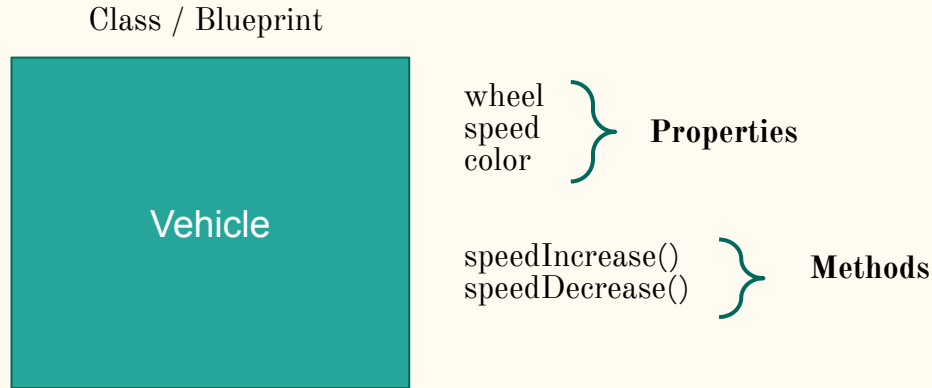 Class / Blueprint
Vehicle
wheel
speed
color
Properties
speedIncrease()
speedDecrease()
Methods